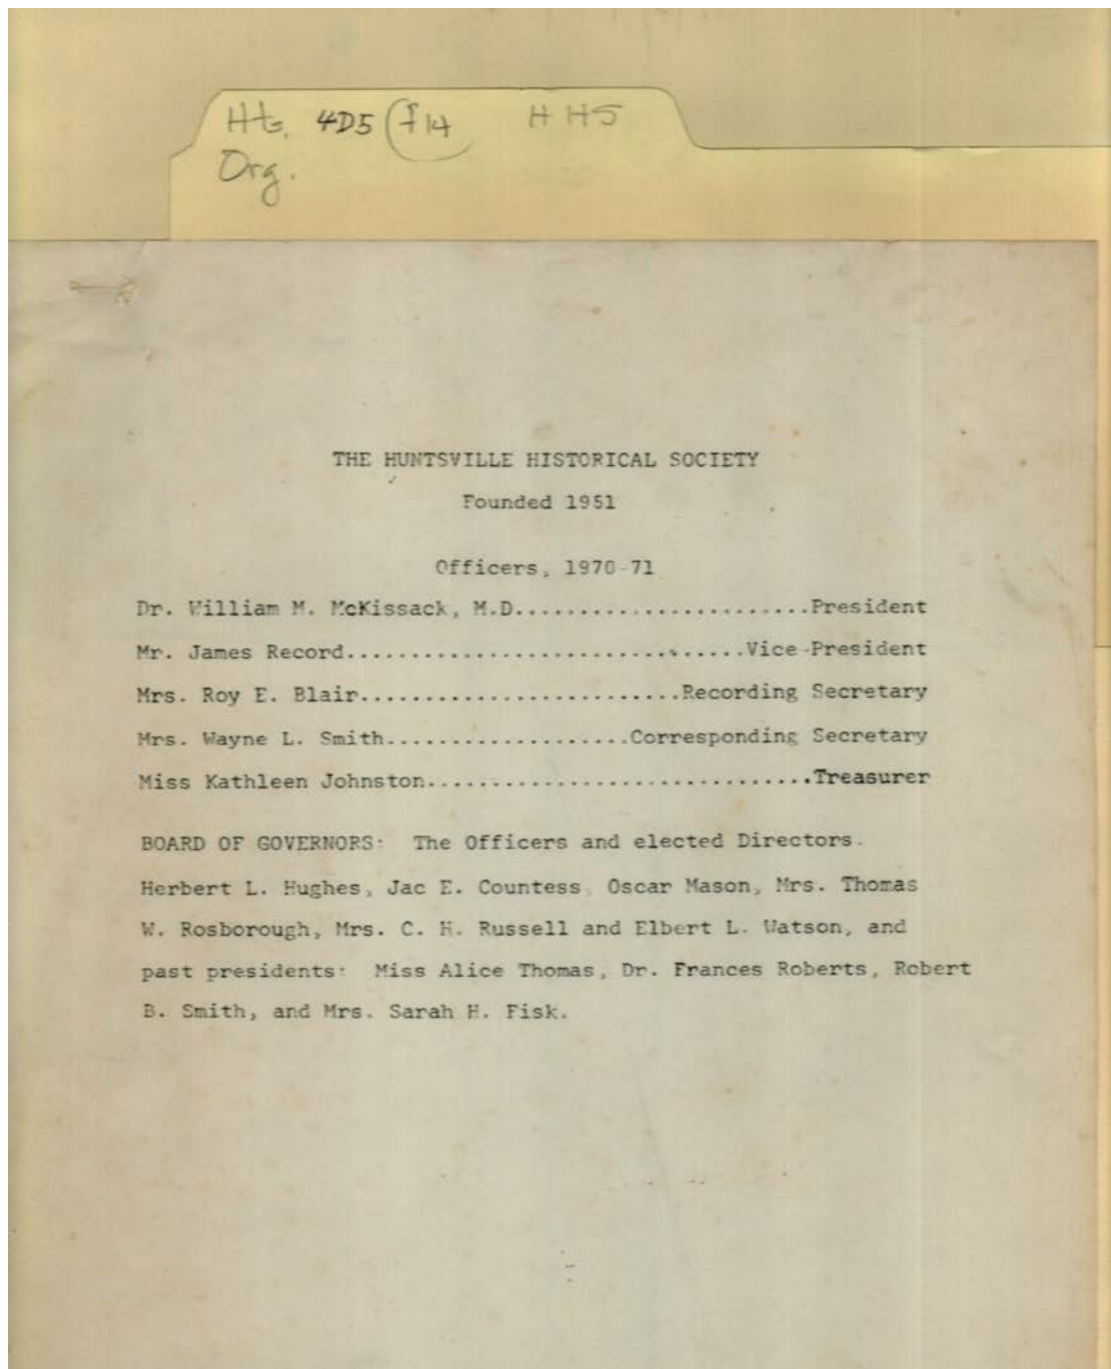 Hts. 4D5 (f14 HHS
Org.
THE HUNTSVILLE HISTORICAL SOCIETY
Founded 1951
Officers, 1970-71
Dr. William M. McKissack, M.D.......................President
Mr. James Record...............................Vice-President
Mrs. Roy E. Blair.........................Recording Secretary
Mrs. Wayne L. Smith...................Corresponding Secretary
Miss Kathleen Johnston..............................Treasurer
BOARD OF GOVERNORS: The Officers and elected Directors.
Herbert L. Hughes, Jac E. Countess, Oscar Mason, Mrs. Thomas
W. Rosborough, Mrs. C. H. Russell and Elbert L. Watson, and
past presidents: Miss Alice Thomas, Dr. Frances Roberts, Robert
B. Smith, and Mrs. Sarah H. Fisk.